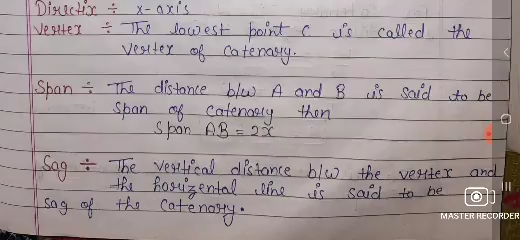 Directix ÷ x-axis
Vertex ÷ The lowest point C is called the
vertex of catenary.
Span ÷ The distance b/w A and B is said to be
span of catenary then
Span AB = 2x
Sag ÷ The vertical distance b/w the vertex and
the horizental line is said to be
sag of the catenary.
MASTER RECORDER